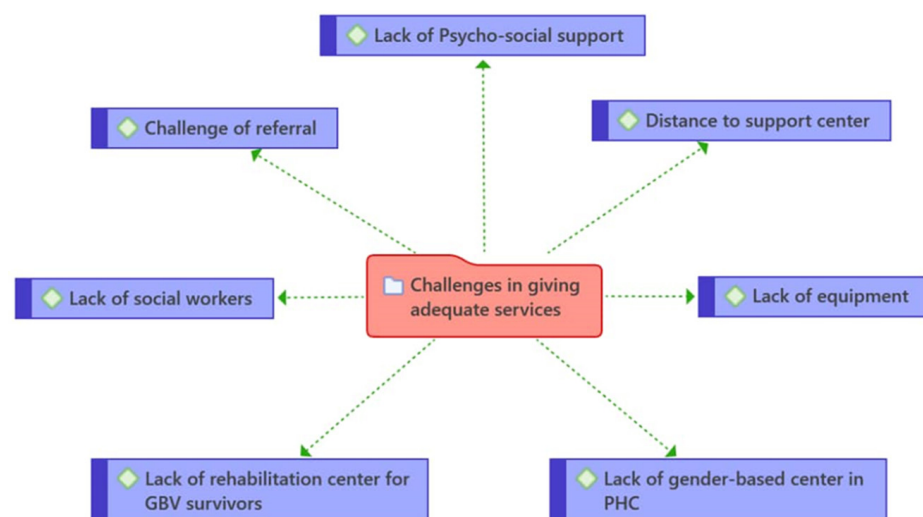 Lack of Psycho-social support
Challenge of referral
Distance to support center
Challenges in giving
adequate services
Lack of social workers
Lack of equipment
Lack of rehabilitation center for
GBV survivors
Lack of gender-based center in
PHC